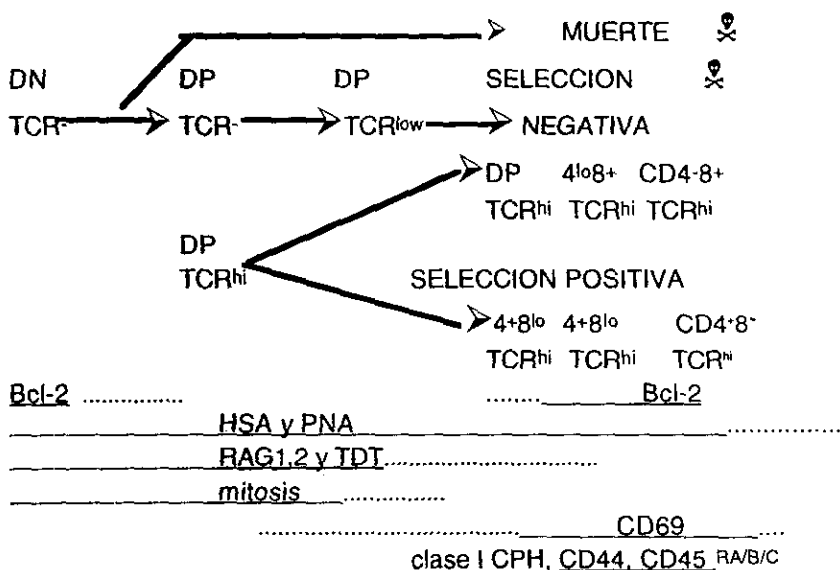 MUERTE ☠
DN DP DP SELECCION ☠
TCR- TCR- TCRlow NEGATIVA
DP 4lo8+ CD4-8+
TCRhi TCRhi TCRhi
DP
TCRhi SELECCION POSITIVA
4+8lo 4+8lo CD4+8-
TCRhi TCRhi TCRhi
Bcl-2 .............. ....... Bcl-2
HSA y PNA ................
RAG1,2 y TDT ..............................
mitosis ..............
.................................... CD69 ....
clase I CPH, CD44, CD45 RA/B/C